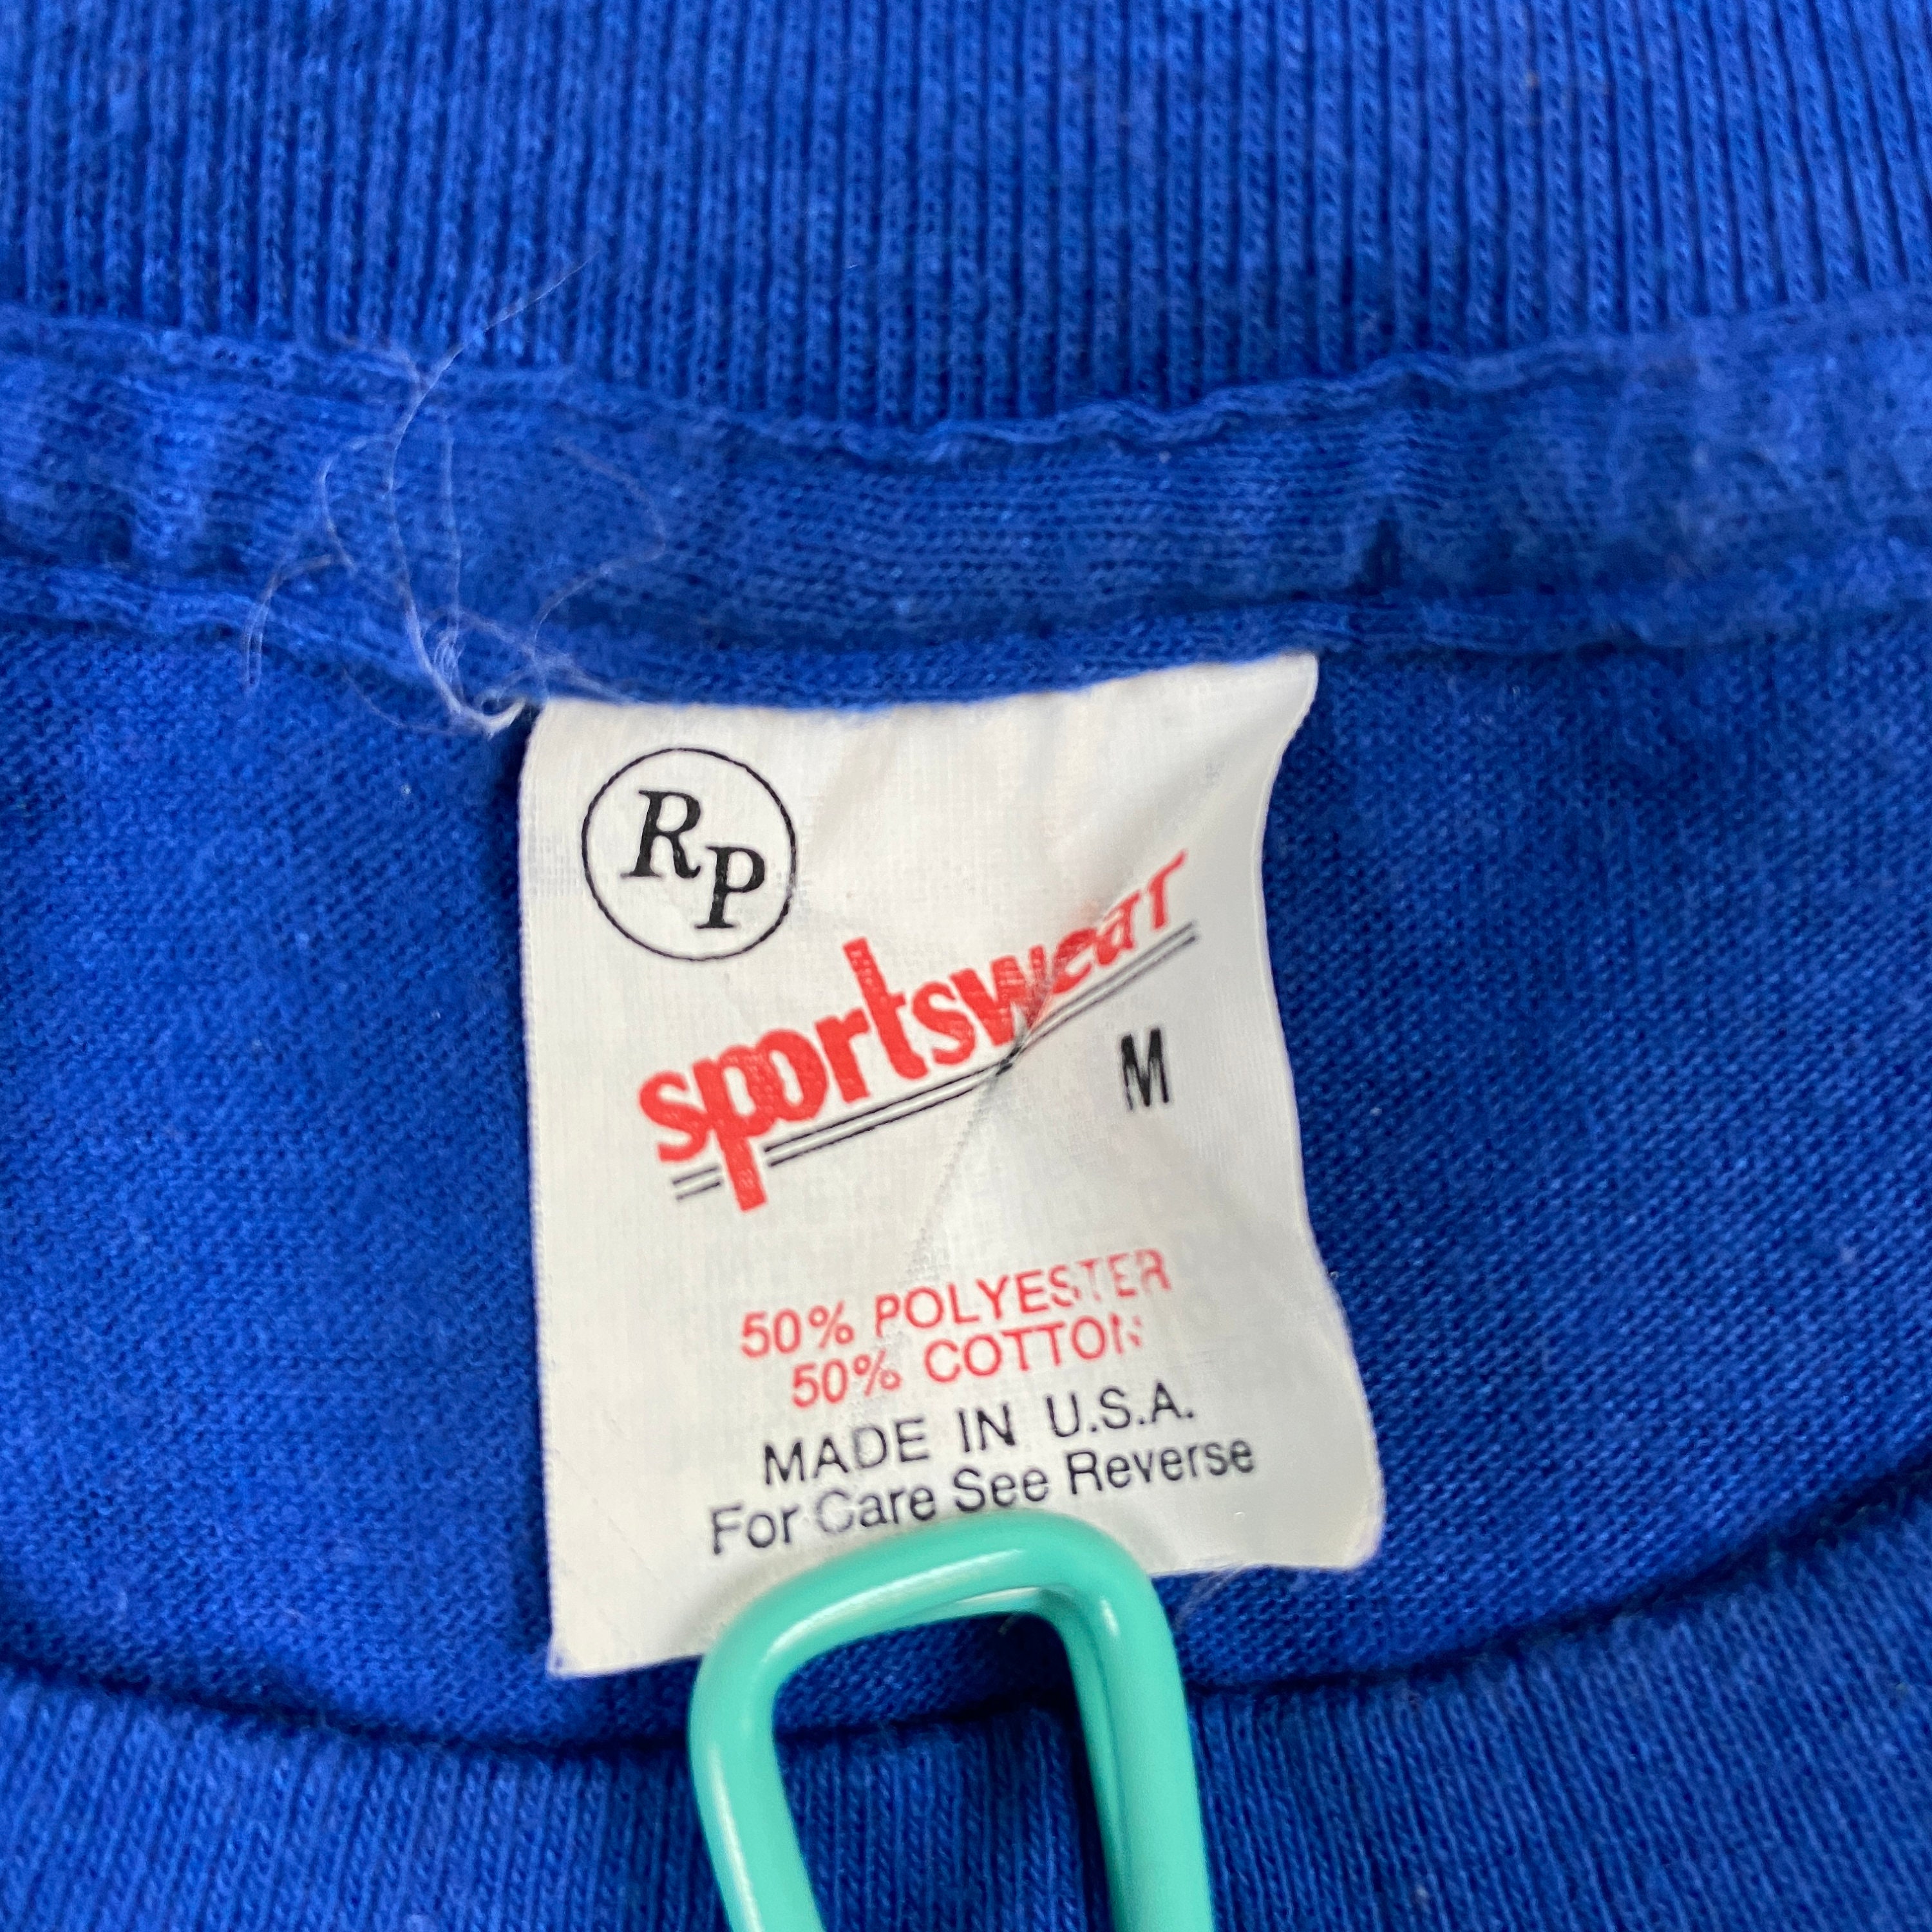 RP
sportswear
M
50% POLYESTER
50% COTTON
MADE IN U.S.A.
For Care See Reverse